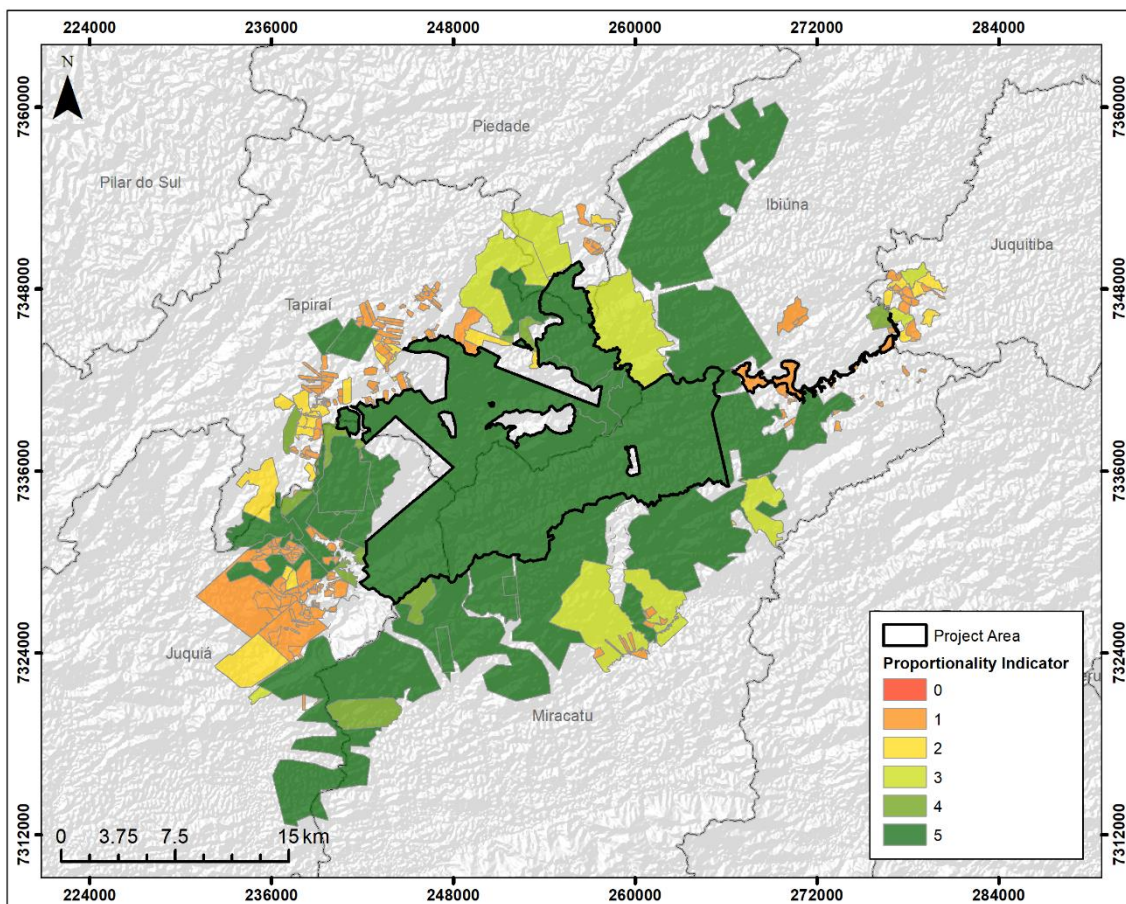 224000 236000 248000 260000 272000 284000
N
7360000 7360000
Piedade
Pilar do Sul
Ibiúna
Juquitiba
7348000 7348000
Tapiraí
7336000 7336000
7324000 7324000
Juquiá
Miracatu
Project Area
Proportionality Indicator
0
1
2
3
4
5
7312000 7312000
0 3.75 7.5 15 km
224000 236000 248000 260000 272000 284000